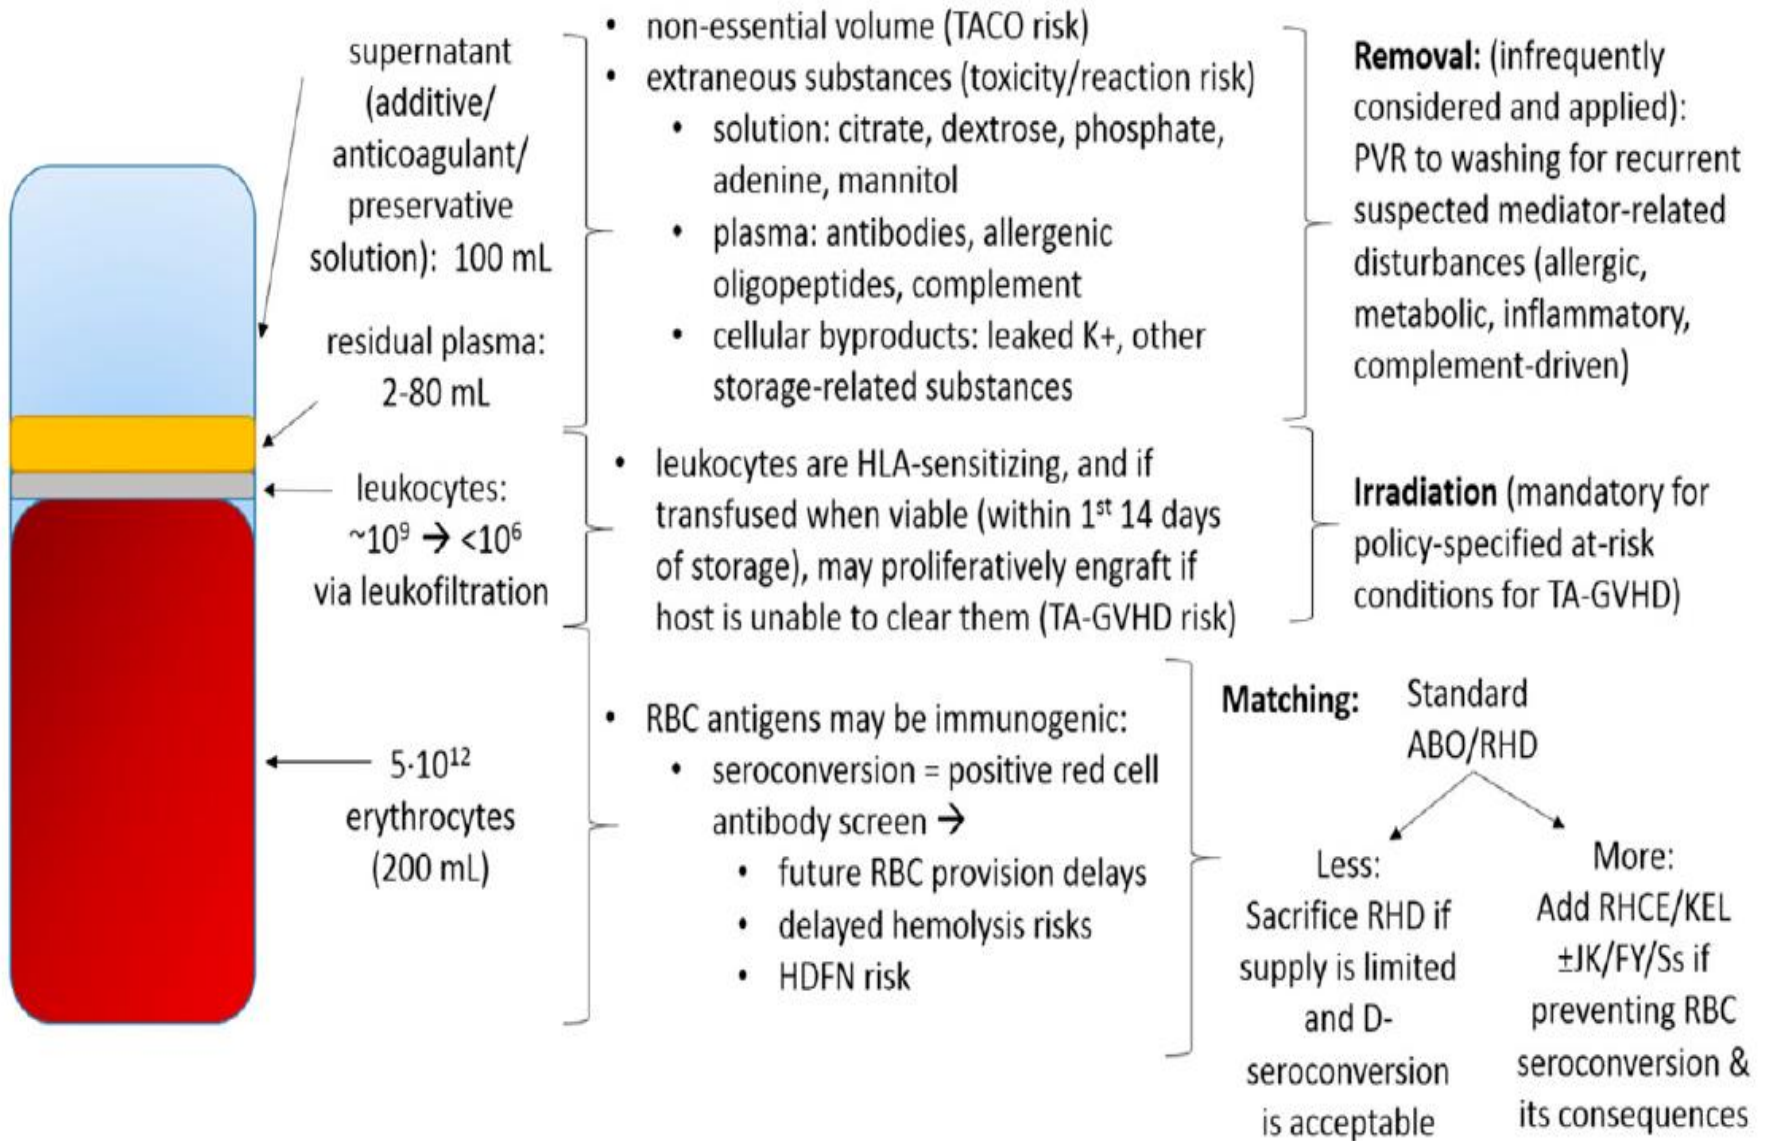 supernatant
(additive/
anticoagulant/
preservative
solution): 100 mL
residual plasma:
2-80 mL
leukocytes:
~10⁹ → <10⁶
via leukofiltration
5·10¹²
erythrocytes
(200 mL)
• non-essential volume (TACO risk)
• extraneous substances (toxicity/reaction risk)
• solution: citrate, dextrose, phosphate,
adenine, mannitol
• plasma: antibodies, allergenic
oligopeptides, complement
• cellular byproducts: leaked K+, other
storage-related substances
• leukocytes are HLA-sensitizing, and if
transfused when viable (within 1st 14 days
of storage), may proliferatively engraft if
host is unable to clear them (TA-GVHD risk)
• RBC antigens may be immunogenic:
• seroconversion = positive red cell
antibody screen →
• future RBC provision delays
• delayed hemolysis risks
• HDFN risk
Removal: (infrequently
considered and applied):
PVR to washing for recurrent
suspected mediator-related
disturbances (allergic,
metabolic, inflammatory,
complement-driven)
Irradiation (mandatory for
policy-specified at-risk
conditions for TA-GVHD)
Matching:
Standard
ABO/RHD
Less:
Sacrifice RHD if
supply is limited
and D-
seroconversion
is acceptable
More:
Add RHCE/KEL
±JK/FY/Ss if
preventing RBC
seroconversion &
its consequences